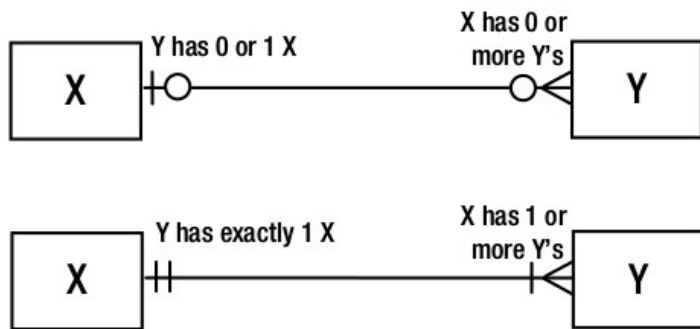 Y has 0 or 1 X
X has 0 or
more Y's
X
Y
Y has exactly 1 X
X has 1 or
more Y's
X
Y